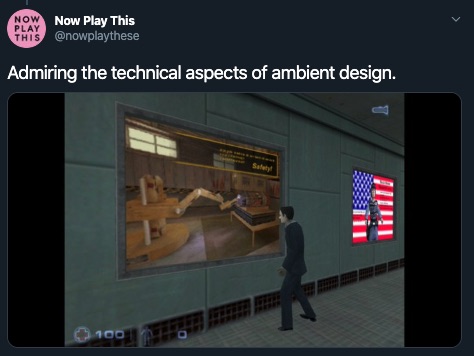 NOW
PLAY
THIS
Now Play This
@nowplaythese
Admiring the technical aspects of ambient design.
Safety!
100
0